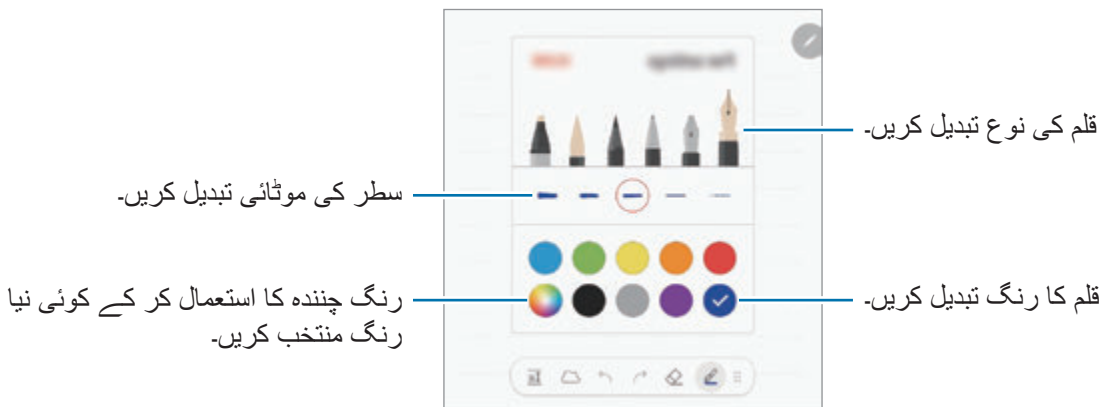 قلم کی نوع تبدیل کریں۔
سطر کی موٹائی تبدیل کریں۔
قلم کا رنگ تبدیل کریں۔
رنگ چنندہ کا استعمال کر کے کوئی نیا
رنگ منتخب کریں۔